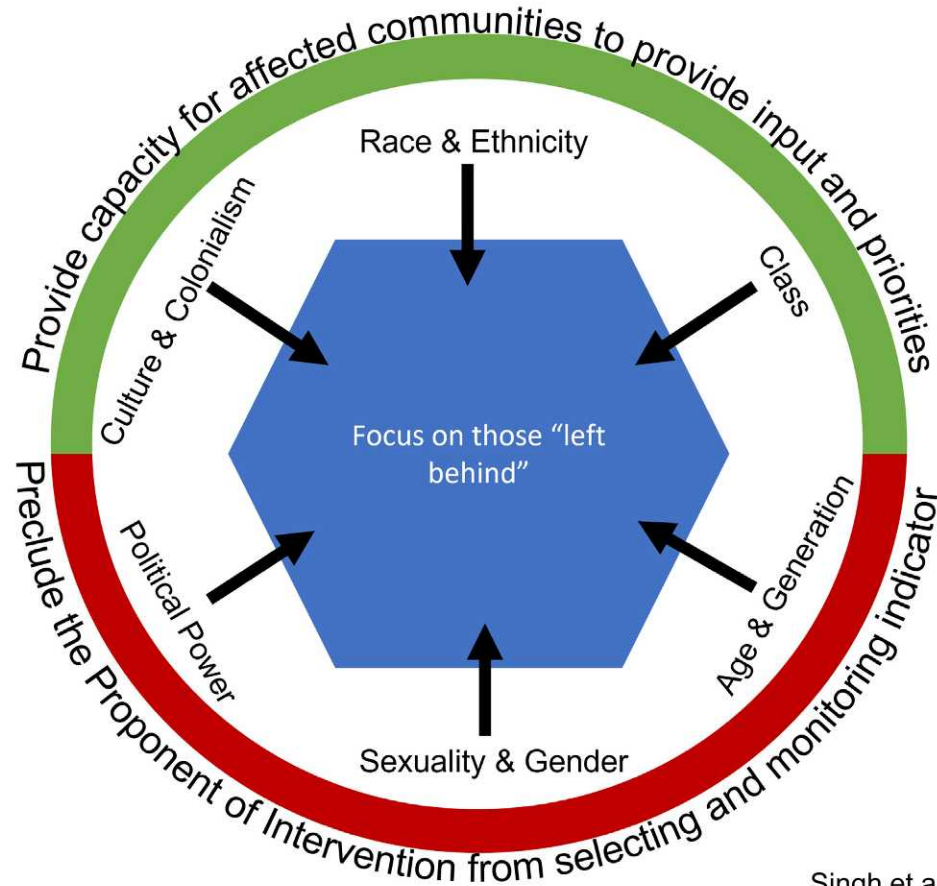 Provide capacity for affected communities to provide input and priorities
Race & Ethnicity
Culture & Colonialism
Class
Focus on those “left
behind”
Political Power
Age & Generation
Sexuality & Gender
Preclude the Proponent of Intervention from selecting and monitoring indicator
Singh et a